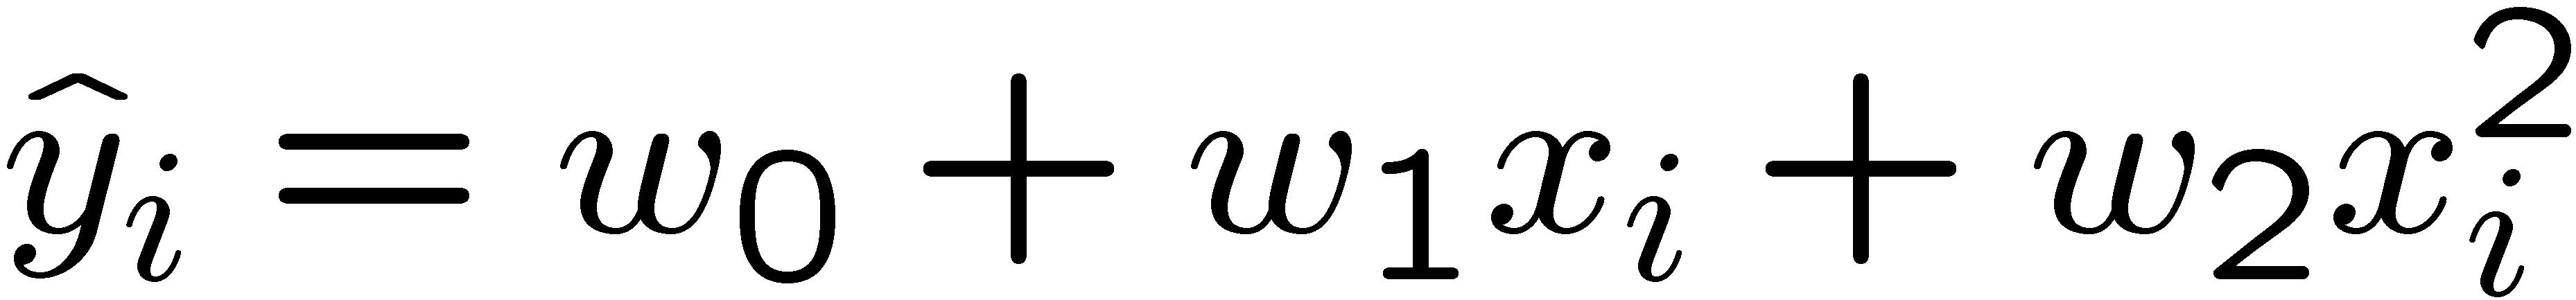 ŷᵢ = w₀ + w₁xᵢ + w₂xᵢ²